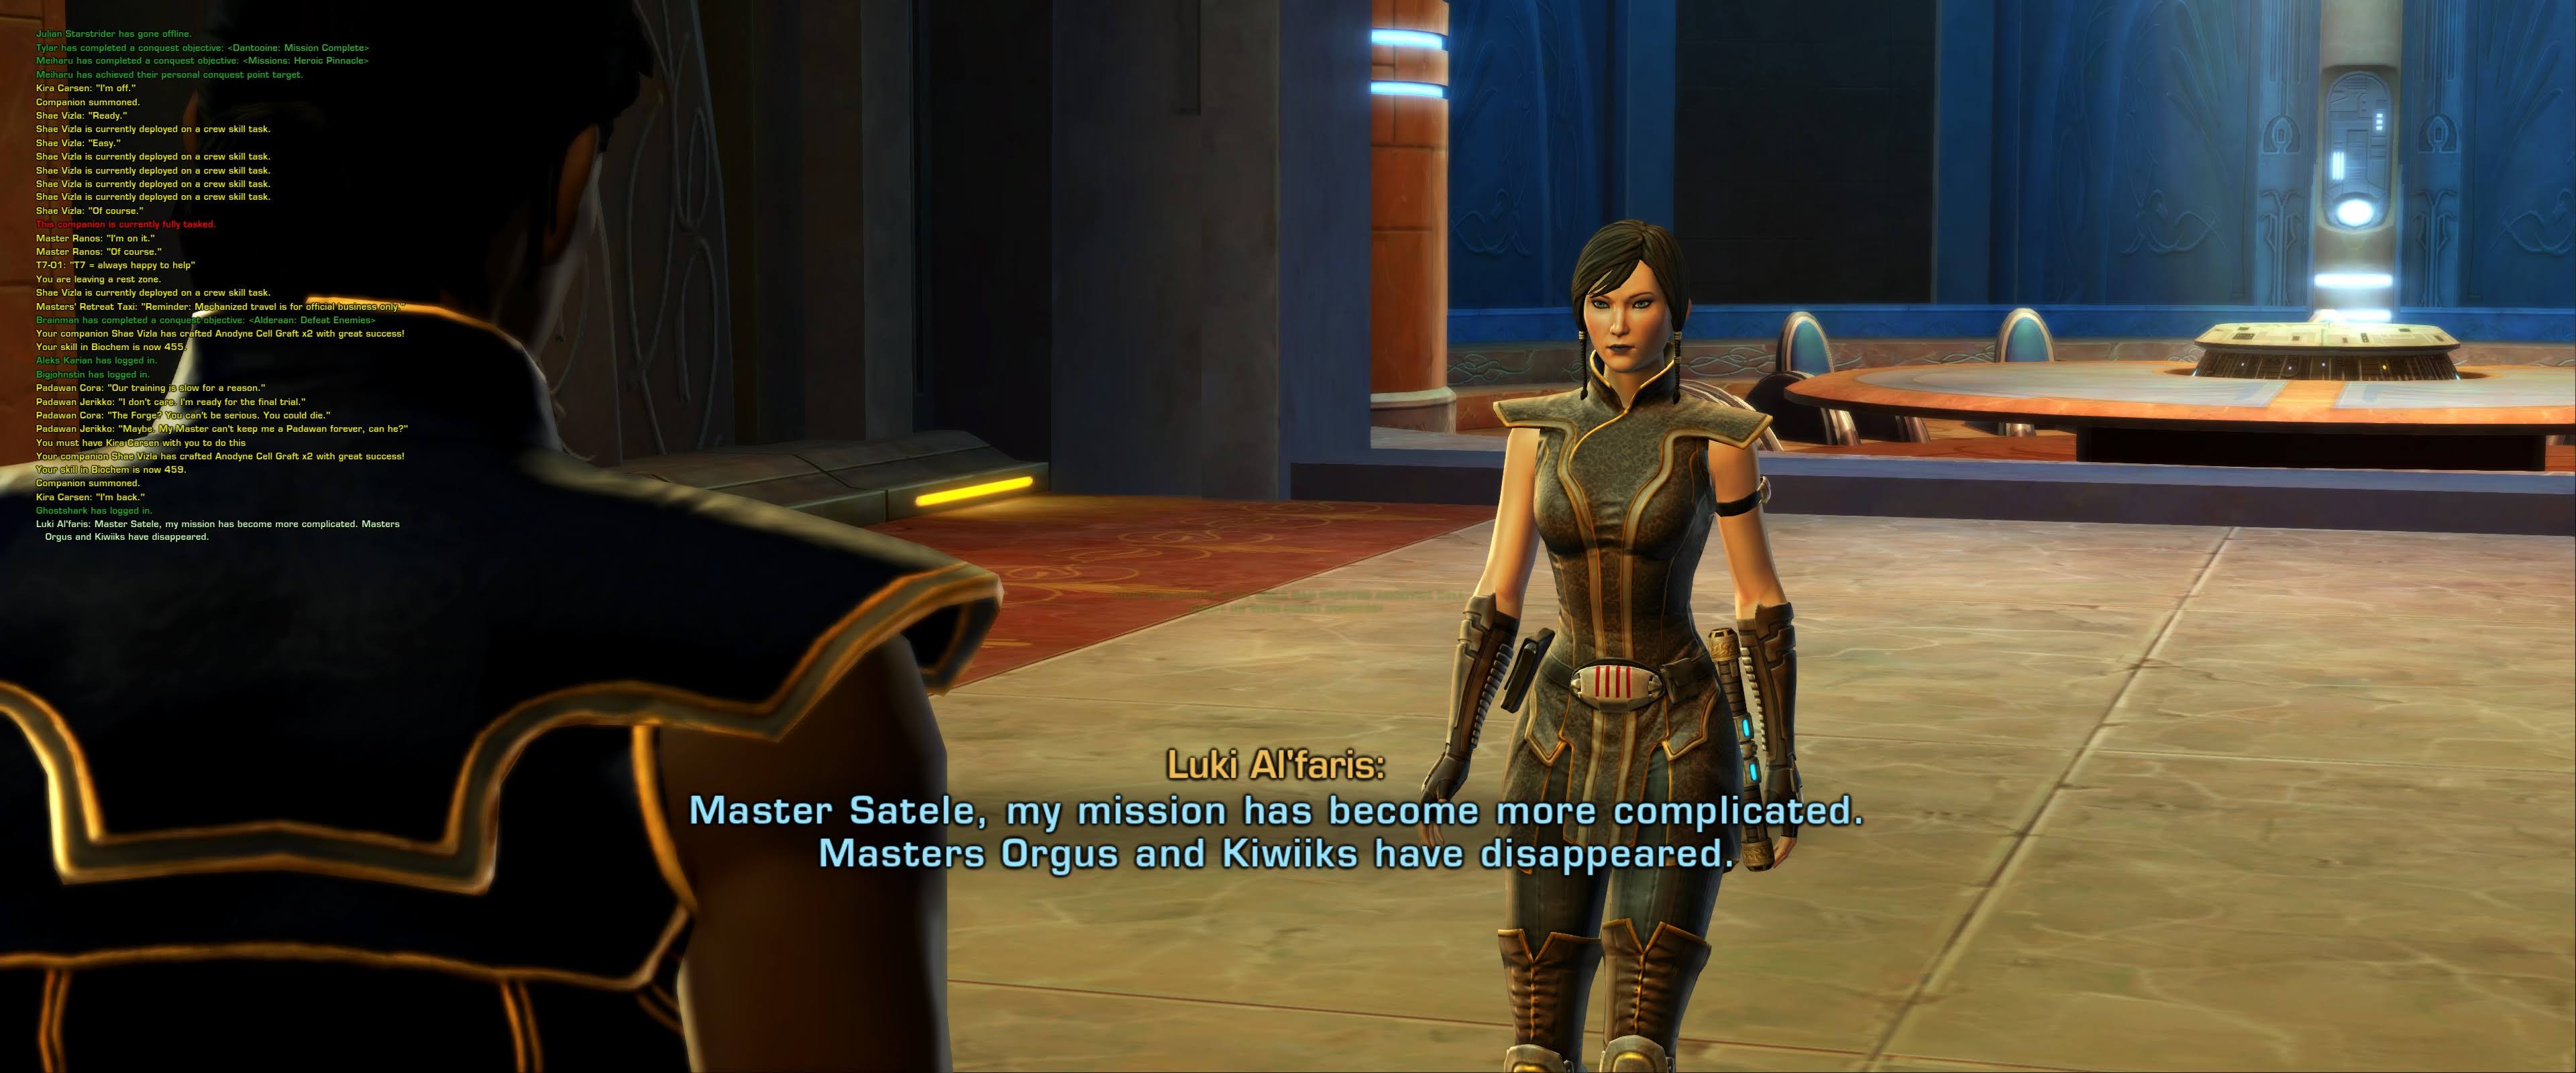 Julian Starstrider has gone offline.
Tylar has completed a conquest objective: <Dantooine: Mission Complete>
Meiharu has completed a conquest objective: <Missions: Heroic Pinnacle>
Meiharu has achieved their personal conquest point target.
Kira Carsen: "I'm off."
Companion summoned.
Shae Vizla: "Ready."
Shae Vizla is currently deployed on a crew skill task.
Shae Vizla: "Easy."
Shae Vizla is currently deployed on a crew skill task.
Shae Vizla is currently deployed on a crew skill task.
Shae Vizla is currently deployed on a crew skill task.
Shae Vizla is currently deployed on a crew skill task.
Shae Vizla: "Of course."
This companion is currently fully tasked.
Master Ranos: "I'm on it."
Master Ranos: "Of course."
T7-01: "T7 = always happy to help"
You are leaving a rest zone.
Shae Vizla is currently deployed on a crew skill task.
Masters' Retreat Taxi: "Reminder: Mechanized travel is for official business only."
Brainman has completed a conquest objective: <Alderaan: Defeat Enemies>
Your companion Shae Vizla has crafted Anodyne Cell Graft x2 with great success!
Your skill in Biochem is now 455.
Aleks Karian has logged in.
Bigjohnstin has logged in.
Padawan Cora: "Our training is slow for a reason."
Padawan Jerikko: "I don't care. I'm ready for the final trial."
Padawan Cora: "The Forge? You can't be serious. You could die."
Padawan Jerikko: "Maybe. My Master can't keep me a Padawan forever, can he?"
You must have Kira Carsen with you to do this
Your companion Shae Vizla has crafted Anodyne Cell Graft x2 with great success!
Your skill in Biochem is now 459.
Companion summoned.
Kira Carsen: "I'm back."
Ghostshark has logged in.
Luki Al'faris: Master Satele, my mission has become more complicated. Masters
Orgus and Kiwiiks have disappeared.
Luki Al'faris:
Master Satele, my mission has become more complicated.
Masters Orgus and Kiwiiks have disappeared.